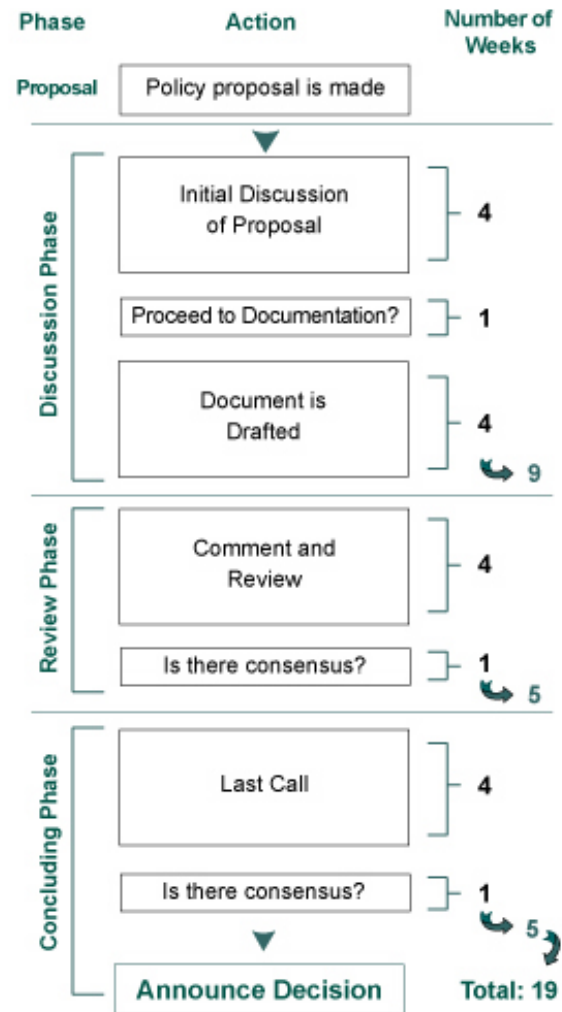 Phase
Action
Number of
Weeks
Proposal
Policy proposal is made
Discusssion Phase
Initial Discussion
of Proposal
4
Proceed to Documentation?
1
Document is
Drafted
4
9
Review Phase
Comment and
Review
4
Is there consensus?
1
5
Concluding Phase
Last Call
4
Is there consensus?
1
5
Announce Decision
Total: 19